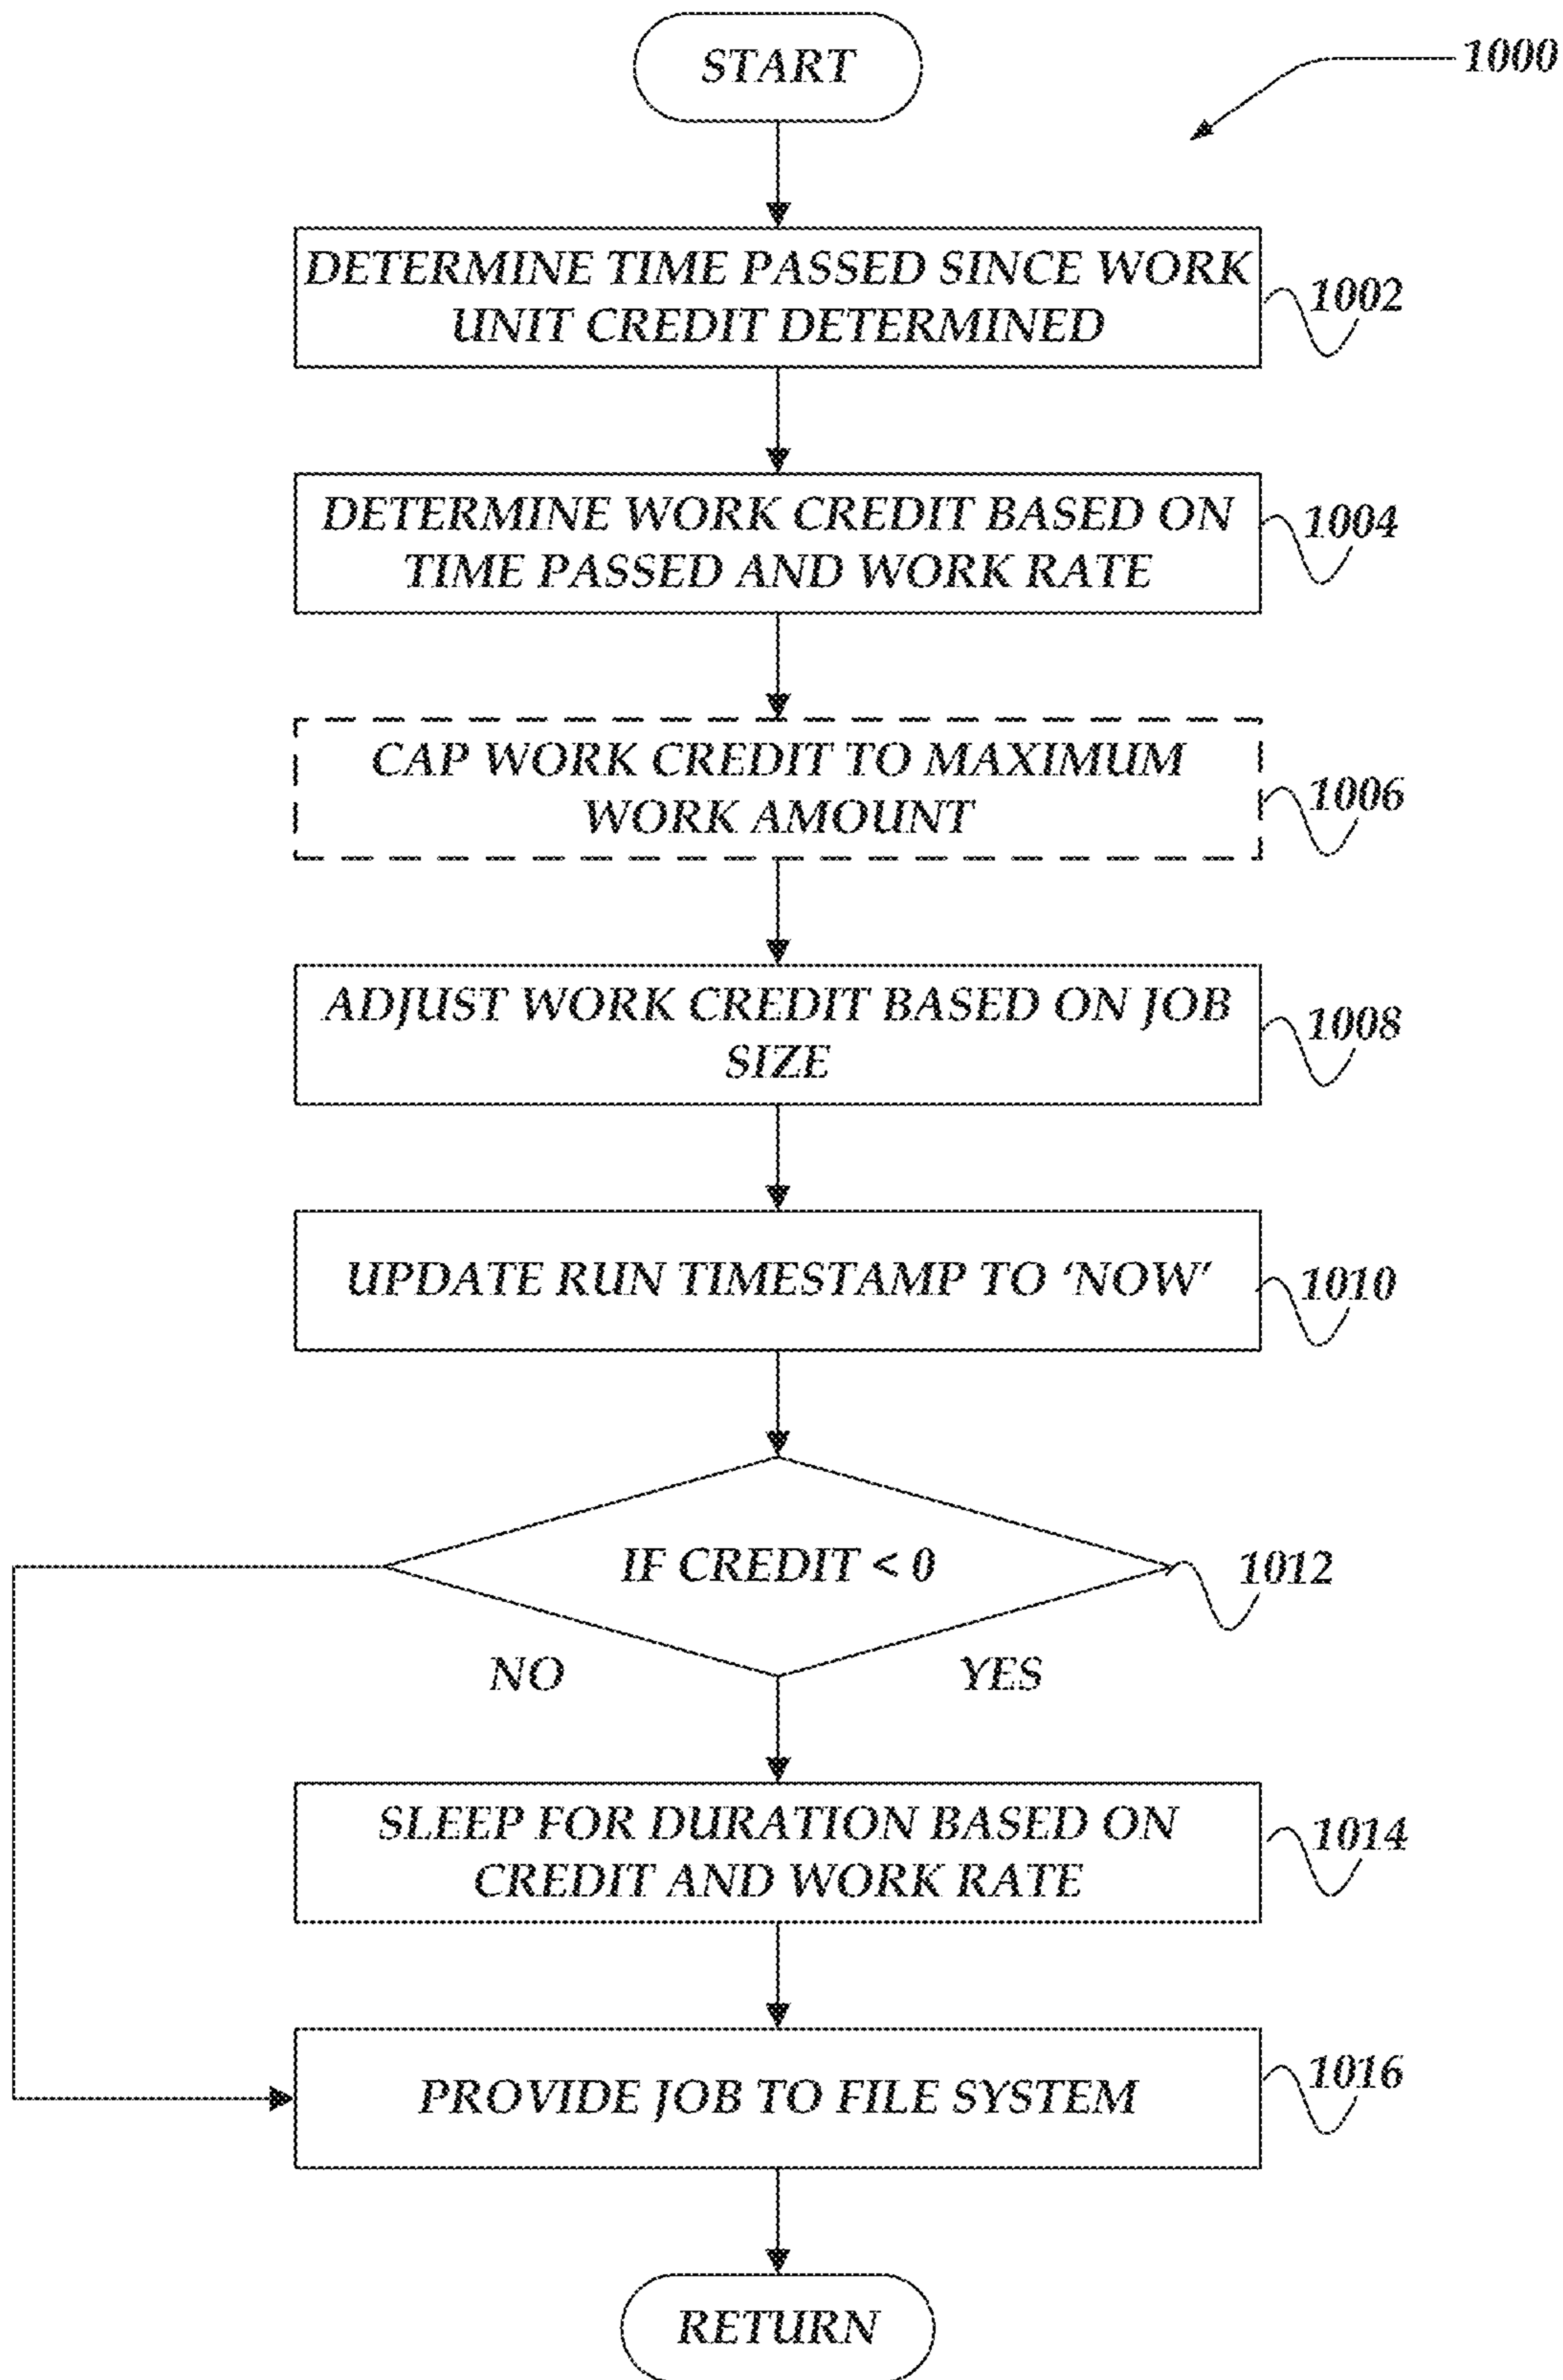 START
1000
DETERMINE TIME PASSED SINCE WORK
UNIT CREDIT DETERMINED
1002
DETERMINE WORK CREDIT BASED ON
TIME PASSED AND WORK RATE
1004
CAP WORK CREDIT TO MAXIMUM
WORK AMOUNT
1006
ADJUST WORK CREDIT BASED ON JOB
SIZE
1008
UPDATE RUN TIMESTAMP TO ‘NOW’
1010
IF CREDIT < 0
1012
NO
YES
SLEEP FOR DURATION BASED ON
CREDIT AND WORK RATE
1014
PROVIDE JOB TO FILE SYSTEM
1016
RETURN